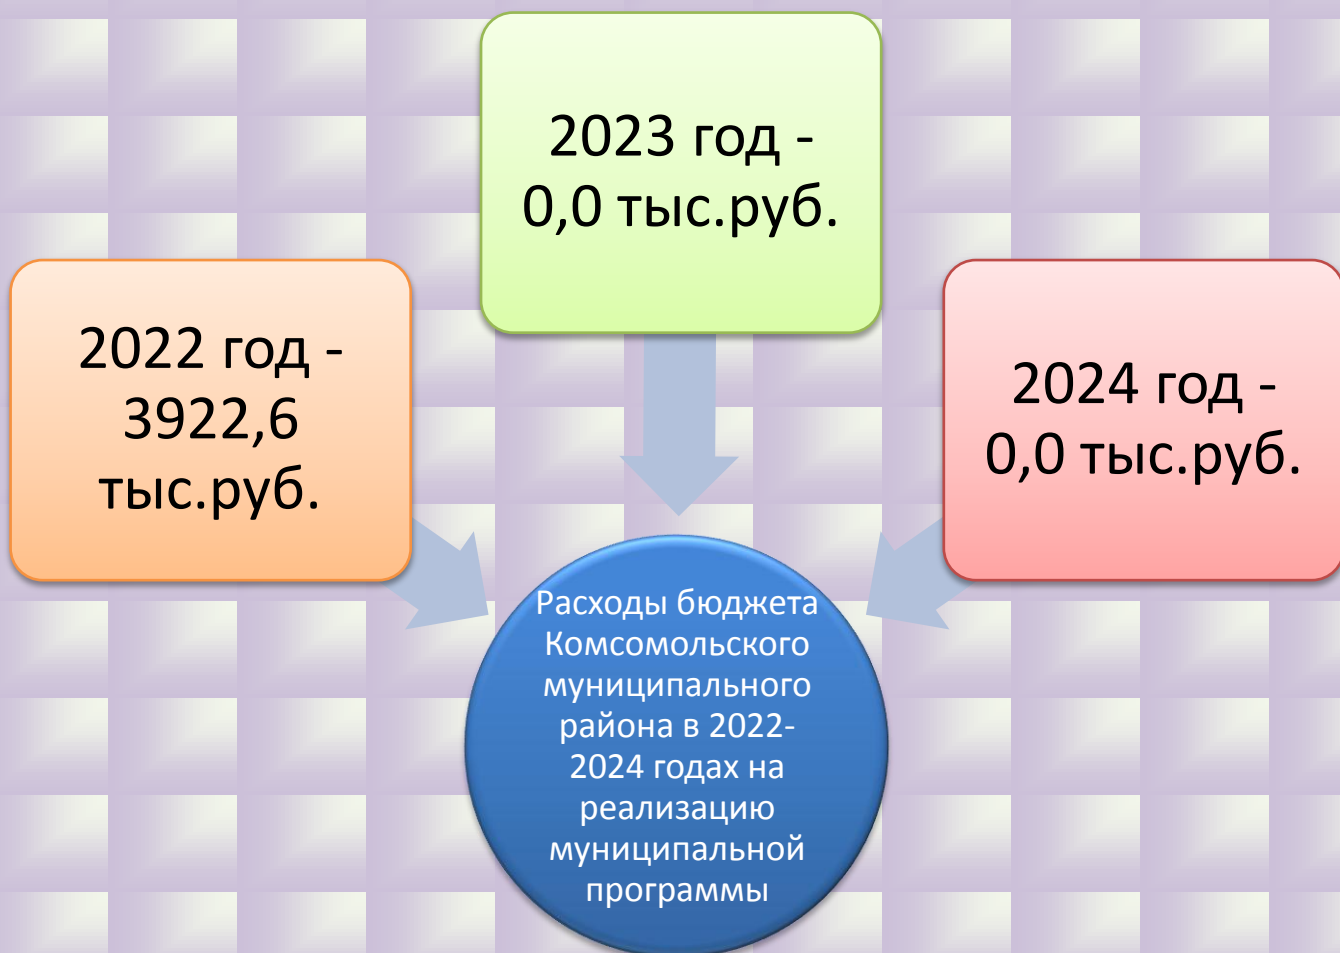 2023 год -
0,0 тыс.руб.
2022 год -
3922,6
тыс.руб.
2024 год -
0,0 тыс.руб.
Расходы бюджета
Комсомольского
муниципального
района в 2022-
2024 годах на
реализацию
муниципальной
программы